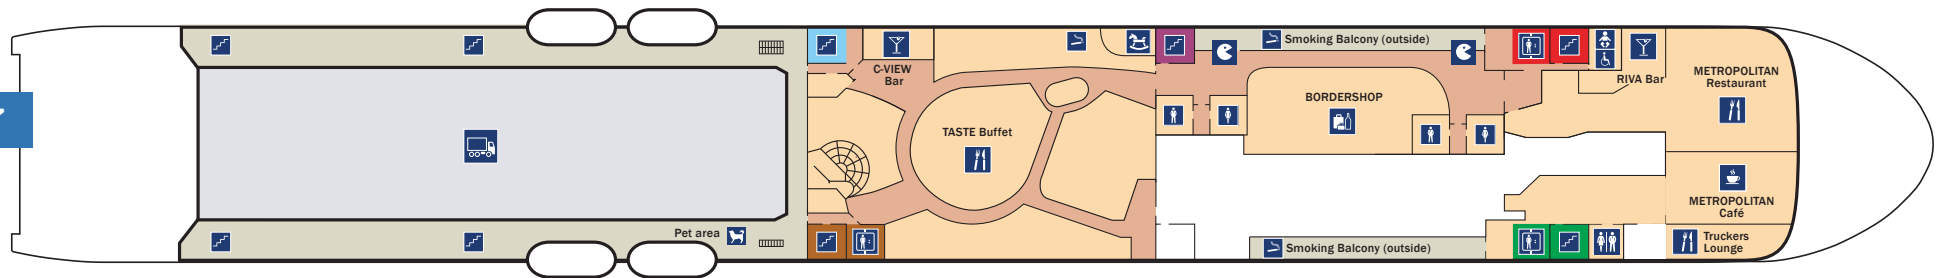 Smoking Balcony (outside)
C-VIEW
Bar
RIVA Bar
METROPOLITAN
Restaurant
BORDERSHOP
TASTE Buffet
METROPOLITAN
Café
Pet area
Smoking Balcony (outside)
Truckers
Lounge